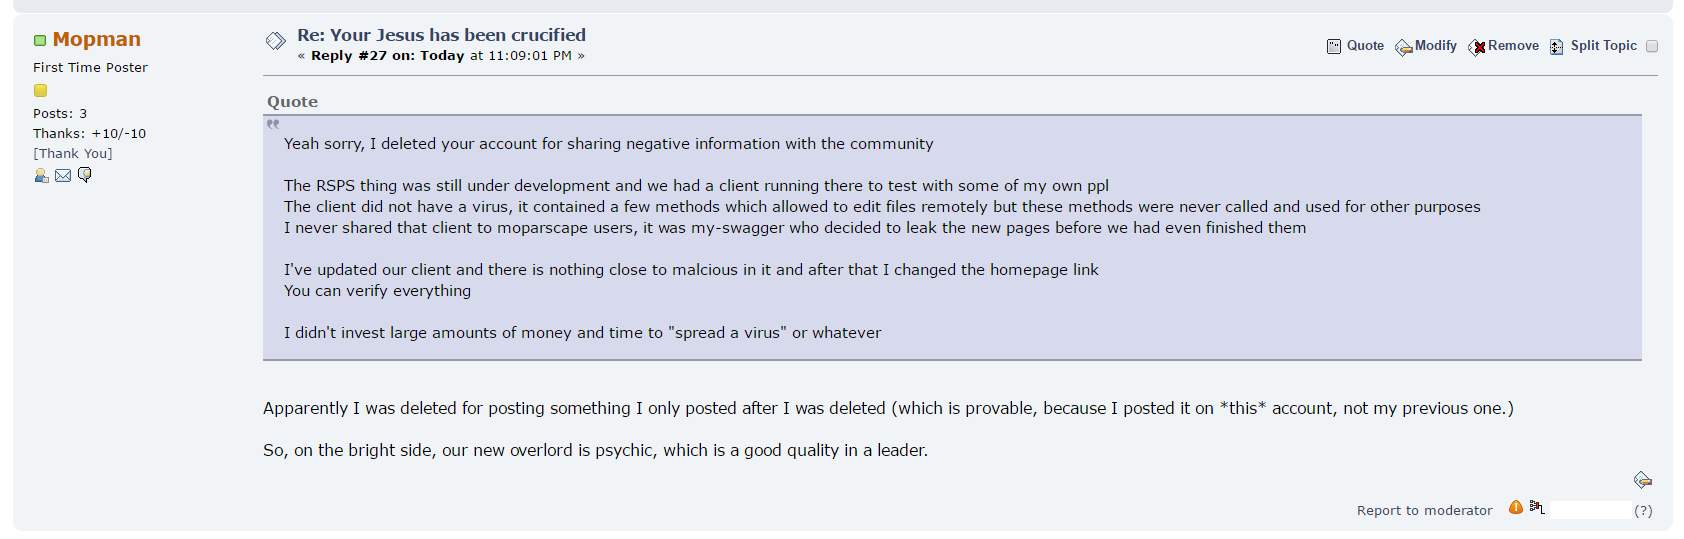 Mopman
First Time Poster
Posts: 3
Thanks: +10/-10
[Thank You]
Re: Your Jesus has been crucified
« Reply #27 on: Today at 11:09:01 PM »
Quote Modify Remove Split Topic
Quote
Yeah sorry, I deleted your account for sharing negative information with the community
The RSPS thing was still under development and we had a client running there to test with some of my own ppl
The client did not have a virus, it contained a few methods which allowed to edit files remotely but these methods were never called and used for other purposes
I never shared that client to moparscape users, it was my-swagger who decided to leak the new pages before we had even finished them
I've updated our client and there is nothing close to malcious in it and after that I changed the homepage link
You can verify everything
I didn't invest large amounts of money and time to "spread a virus" or whatever
Apparently I was deleted for posting something I only posted after I was deleted (which is provable, because I posted it on *this* account, not my previous one.)
So, on the bright side, our new overlord is psychic, which is a good quality in a leader.
Report to moderator (?)